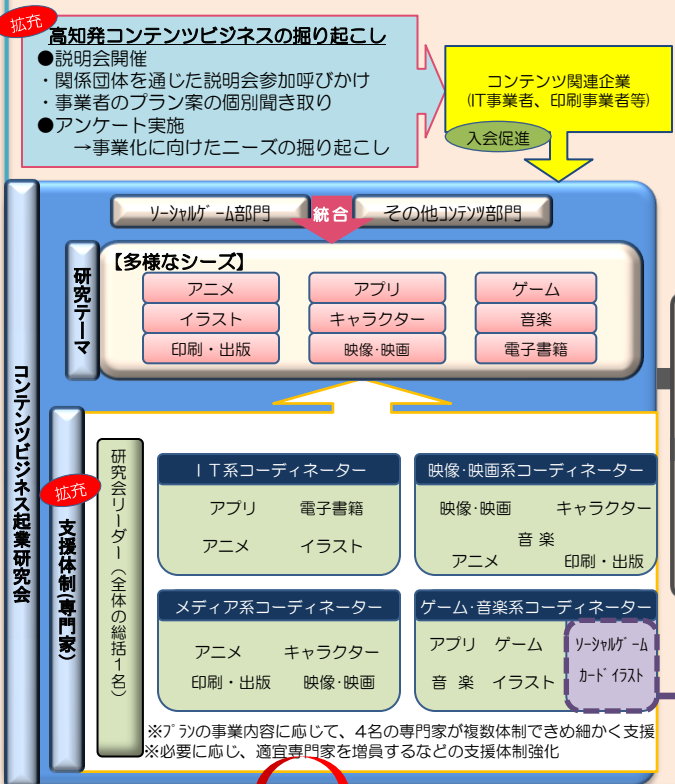 拡充
高知発コンテンツビジネスの掘り起こし
●説明会開催
・関係団体を通じた説明会参加呼びかけ
・事業者のプラン案の個別聞き取り
●アンケート実施
→事業化に向けたニーズの掘り起こし
コンテンツ関連企業
(IT事業者、印刷事業者等)
入会促進
コンテンツビジネス起業研究会
ｿｰｼｬﾙｹﾞｰﾑ部門
統合
その他ｺﾝﾃﾝﾂ部門
研究テーマ
【多様なシーズ】
アニメ
アプリ
ゲーム
イラスト
キャラクター
音楽
印刷・出版
映像･映画
電子書籍
拡充
支援体制(専門家)
研究会リーダー（全体の総括１名）
ＩＴ系コーディネーター
アプリ 電子書籍
アニメ イラスト
映像･映画系コーディネーター
映像･映画 キャラクター
音 楽
アニメ 印刷・出版
メディア系コーディネーター
アニメ キャラクター
印刷・出版 映像･映画
ゲーム･音楽系コーディネーター
アプリ ゲーム
音 楽 イラスト
ｿｰｼｬﾙｹﾞｰﾑ
ｶｰﾄﾞｲﾗｽﾄ
※ﾌﾟﾗﾝの事業内容に応じて、4名の専門家が複数体制できめ細かく支援
※必要に応じ、適宜専門家を増員するなどの支援体制強化